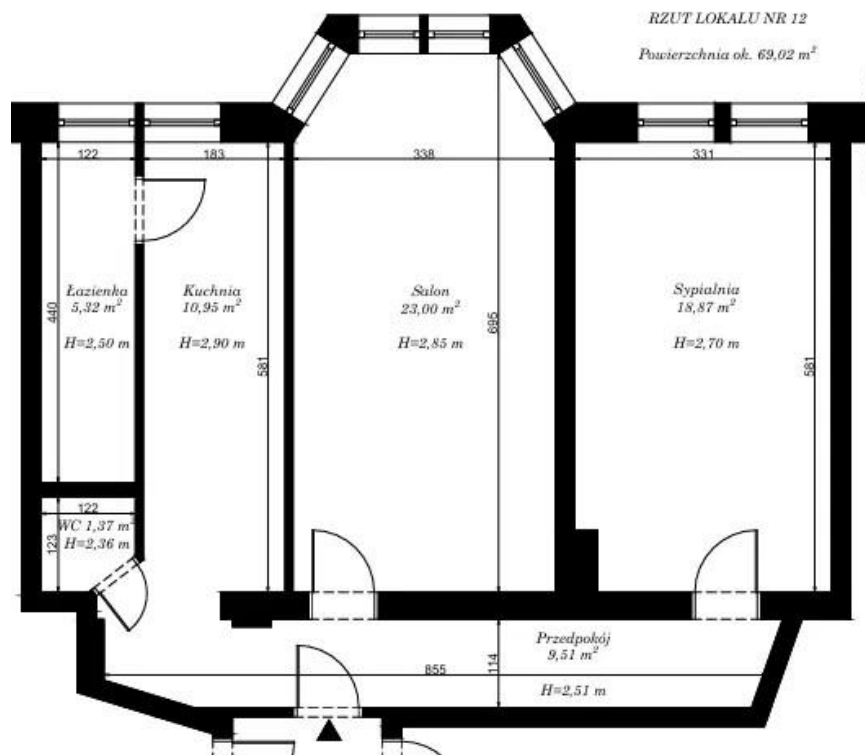 RZUT LOKALU NR 12
Powierzchnia ok. 69,02 m²
122
183
338
331
Łazienka
5,32 m²
H=2,50 m
Kuchnia
10,95 m²
H=2,90 m
Salon
23,00 m²
H=2,85 m
Sypialnia
18,87 m²
H=2,70 m
440
581
695
581
122
WC 1,37 m²
H=2,36 m
123
Przedpokój
9,51 m²
H=2,51 m
855
114